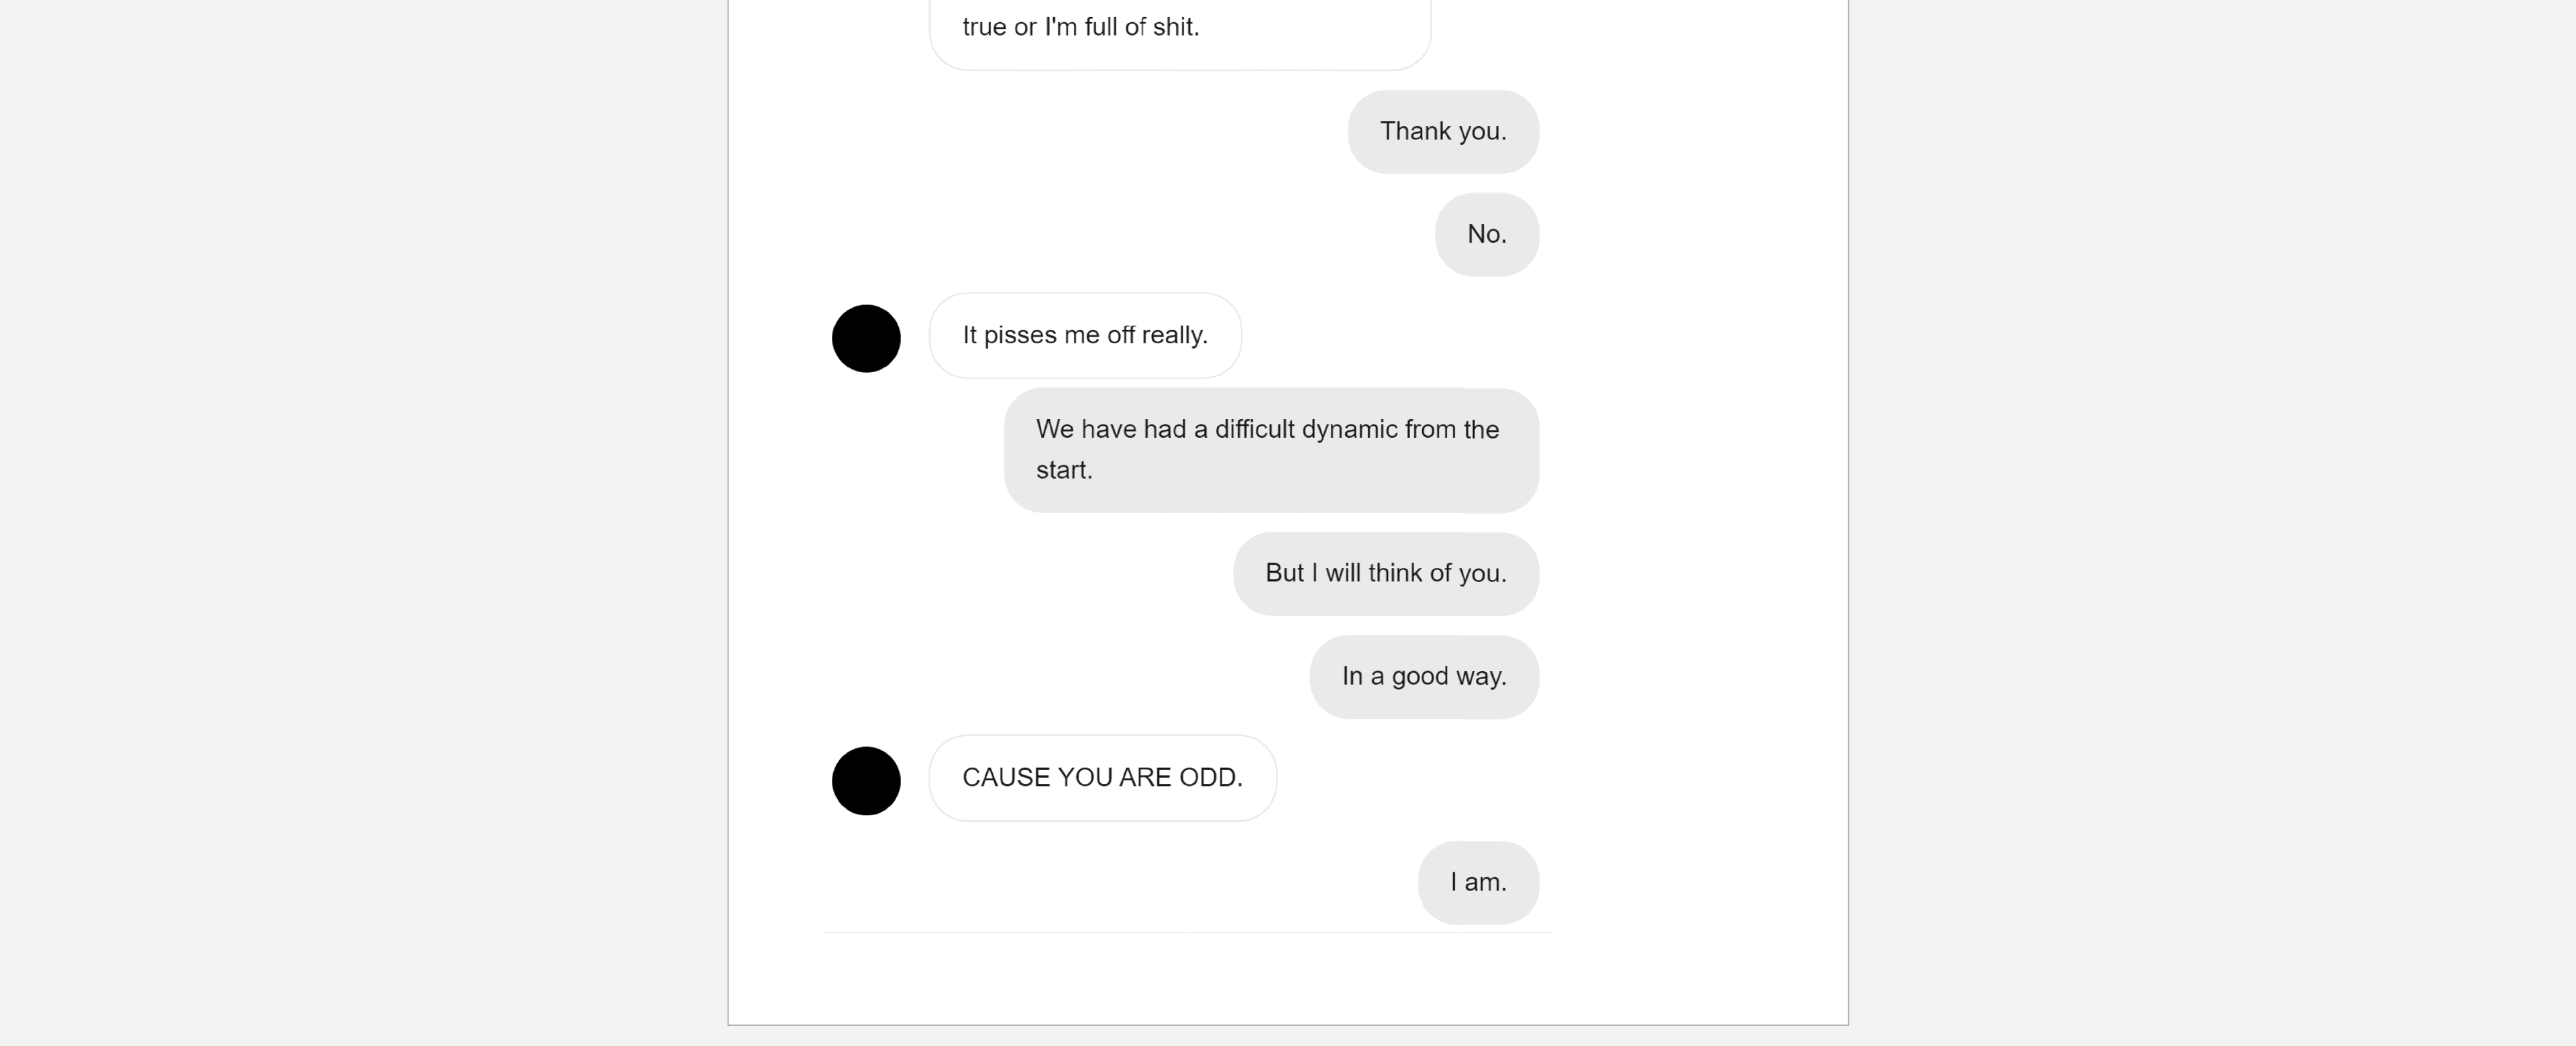 true or I'm full of shit.
Thank you.
No.
It pisses me off really.
We have had a difficult dynamic from the
start.
But I will think of you.
In a good way.
CAUSE YOU ARE ODD.
I am.